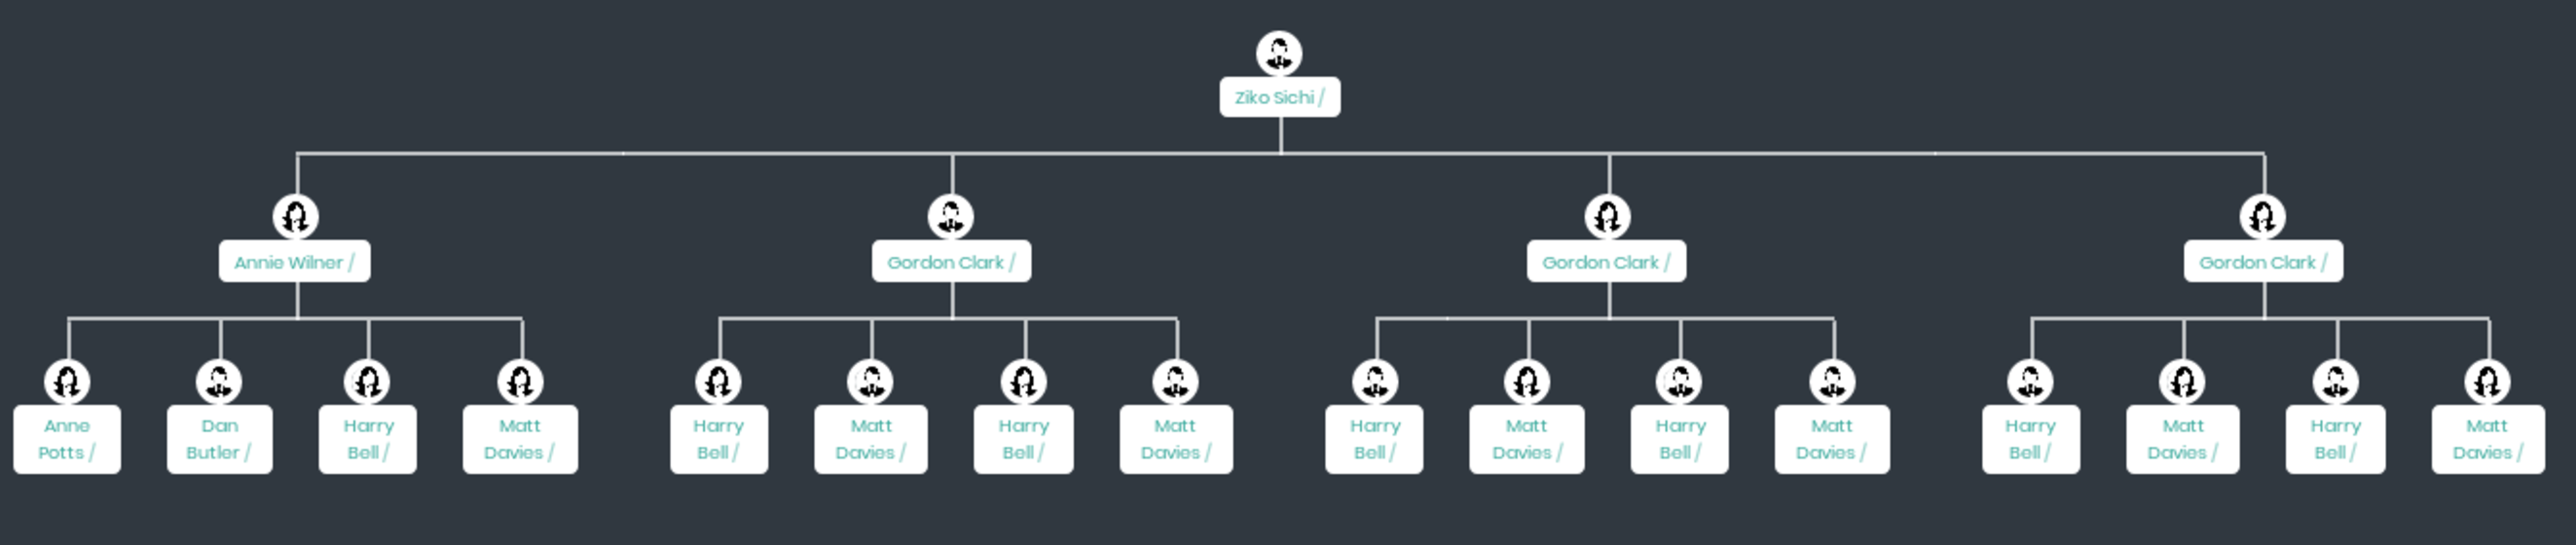 Ziko Sichi /
Annie Wilner /
Gordon Clark /
Gordon Clark /
Gordon Clark /
Anne
Potts /
Dan
Butler /
Harry
Bell /
Matt
Davies /
Harry
Bell /
Matt
Davies /
Harry
Bell /
Matt
Davies /
Harry
Bell /
Matt
Davies /
Harry
Bell /
Matt
Davies /
Harry
Bell /
Matt
Davies /
Harry
Bell /
Matt
Davies /